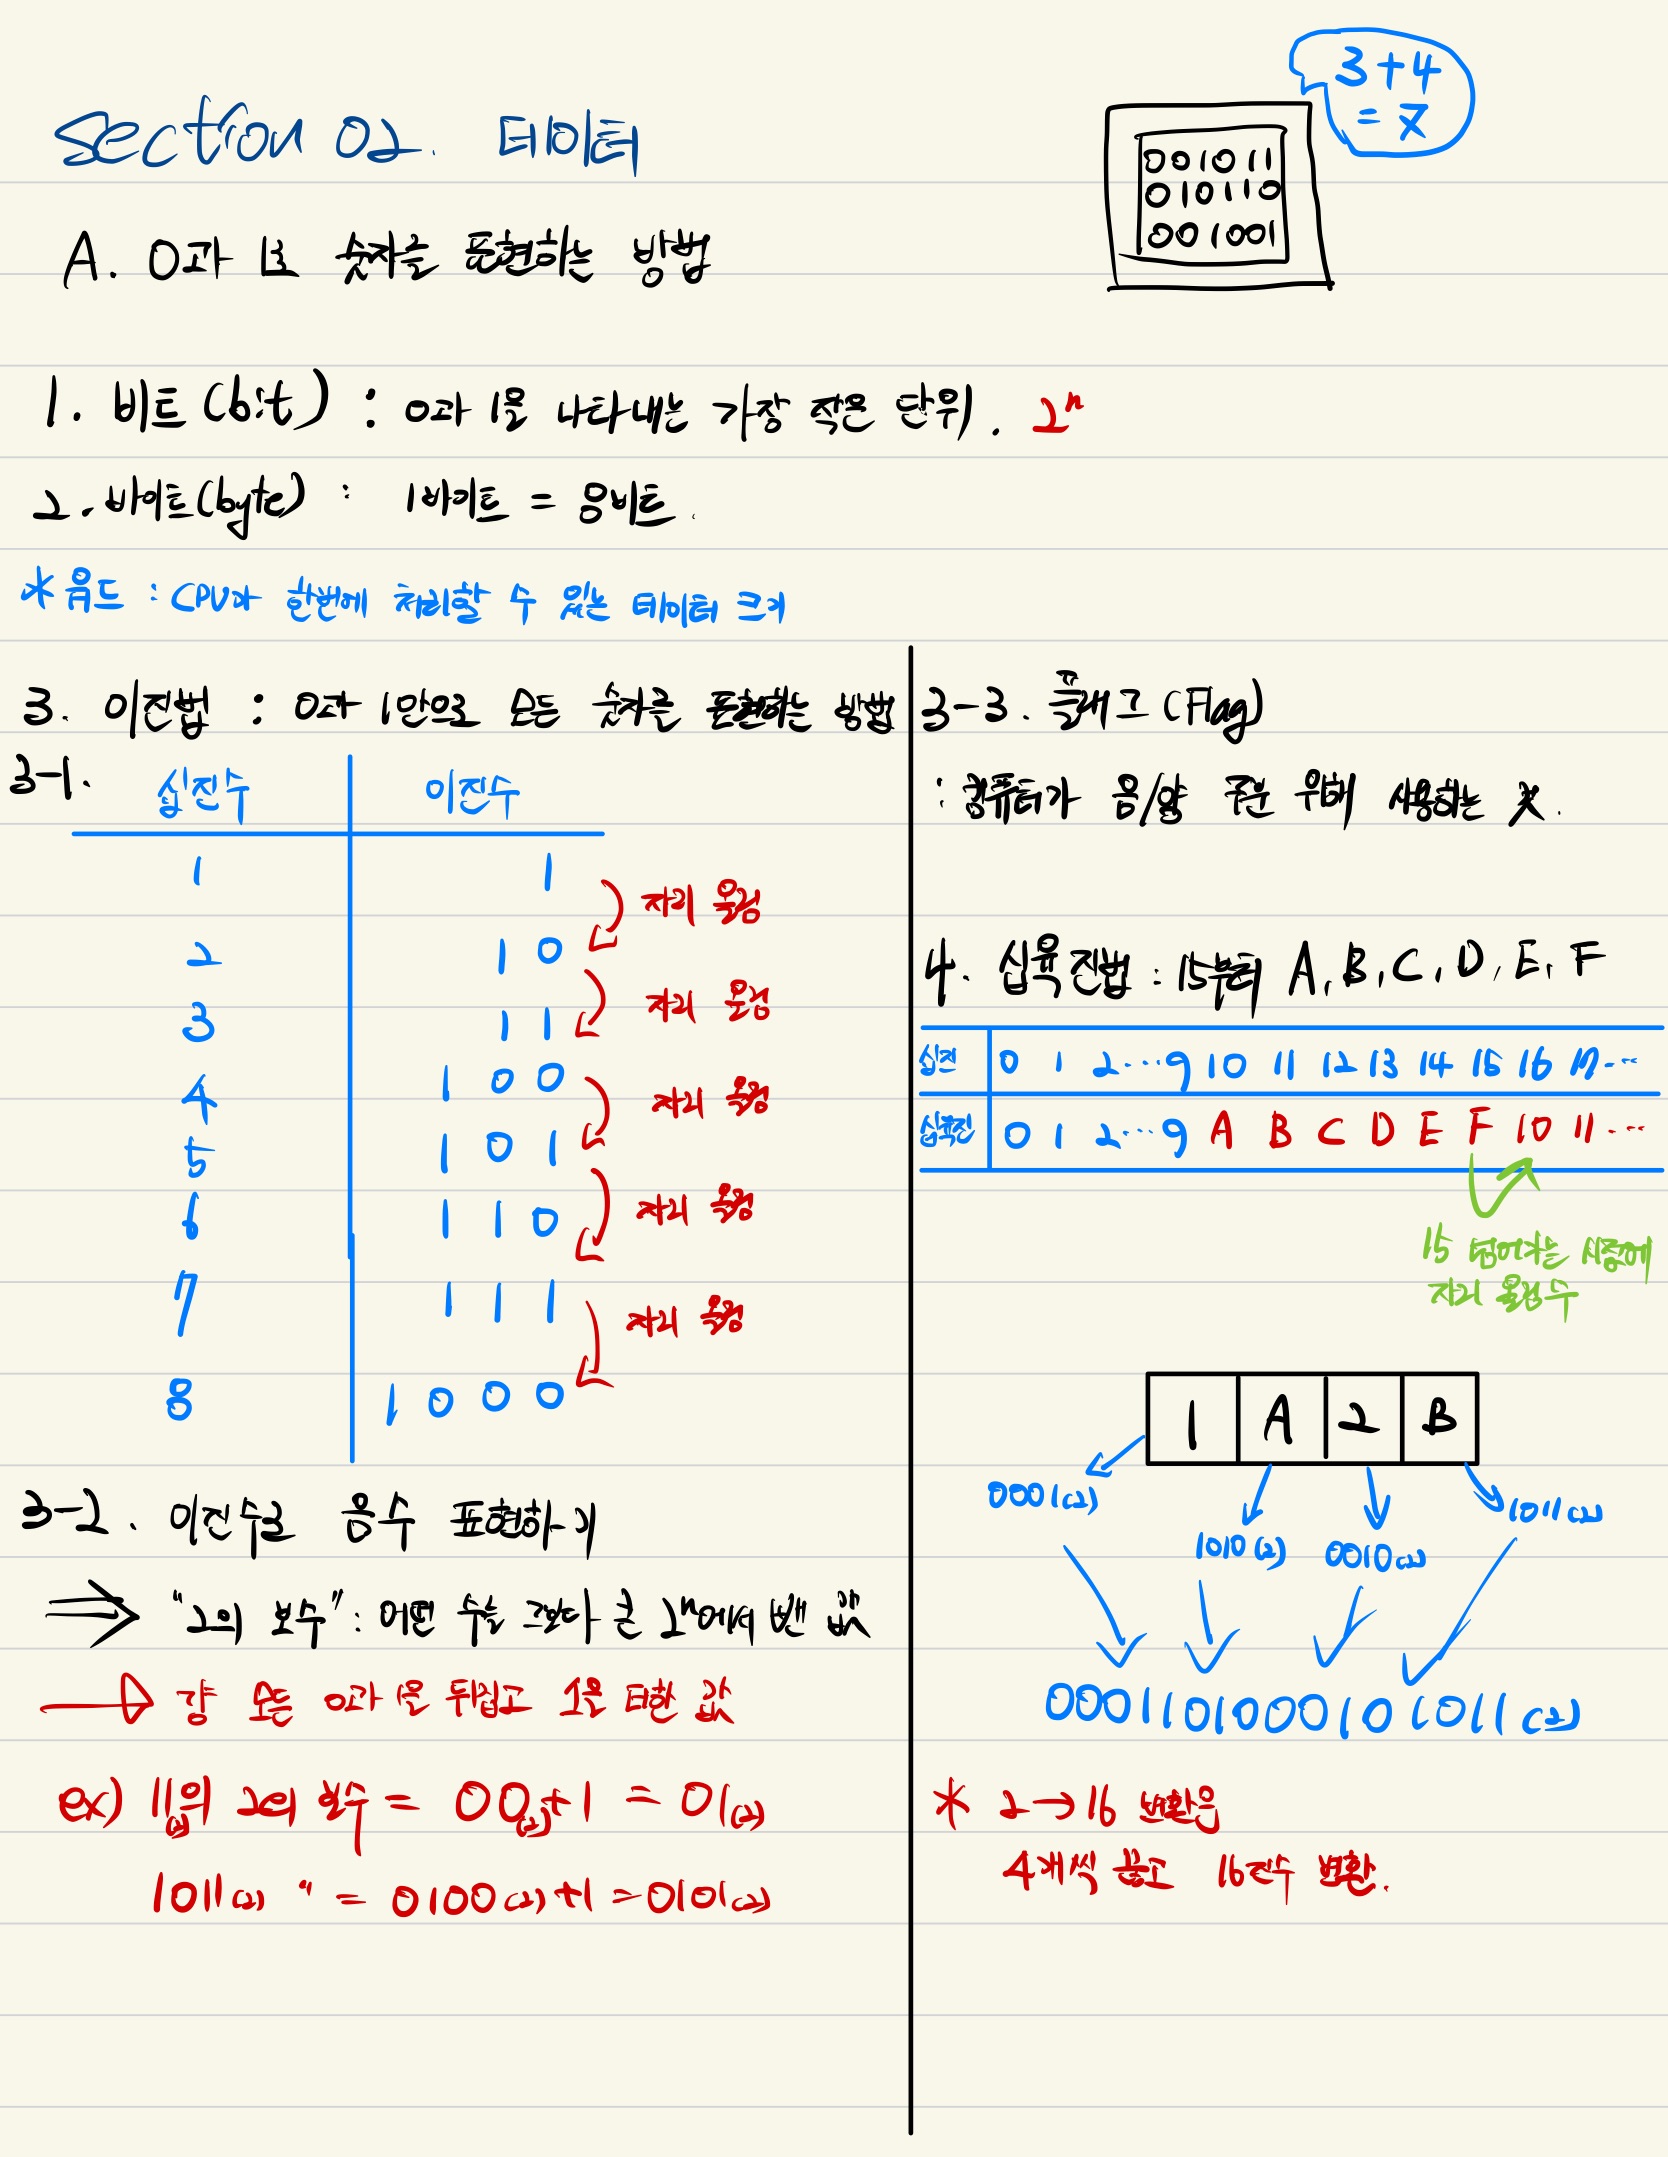 Section 02. 데이터
3+4
= 7
001011
010110
001001
A. 0과 1로 숫자를 표현하는 방법
1. 비트(bit) : 0과 1을 나타내는 가장 작은 단위. 2ⁿ
2. 바이트(byte) : 1바이트 = 8비트.
* 워드 : CPU가 한번에 처리할 수 있는 데이터 크기
3. 이진법 : 0과 1만으로 모든 숫자를 표현하는 방법
3-1.
십진수 이진수
1 1
자리 올림
2 10
자리 올림
3 11
4 100
자리 올림
5 101
자리 올림
6 110
7 111
자리 올림
8 1000
3-2. 이진수로 음수 표현하기
⇒ "2의 보수" : 어떤 수를 그보다 큰 2ⁿ에서 뺀 값
→ 걍 모든 0과 1을 뒤집고 1을 더한 값
ex) 11(2)의 2의 보수 = 00(2)+1 = 01(2)
1011(2) " = 0100(2)+1 = 0101(2)
3-3. 플래그 (Flag)
: 컴퓨터가 음/양 구분 위해 사용하는 것.
4. 십육진법 : 15부터 A, B, C, D, E, F
십진 0 1 2 ... 9 10 11 12 13 14 15 16 17 ...
십육진 0 1 2 ... 9 A B C D E F 10 11 ...
15 넘어가는 시점에
자리 올림수
1 A 2 B
0001(2) 1010(2) 0010(2) 1011(2)
0001101000101011(2)
* 2→16 변환은
4개씩 끊고 16진수 변환.